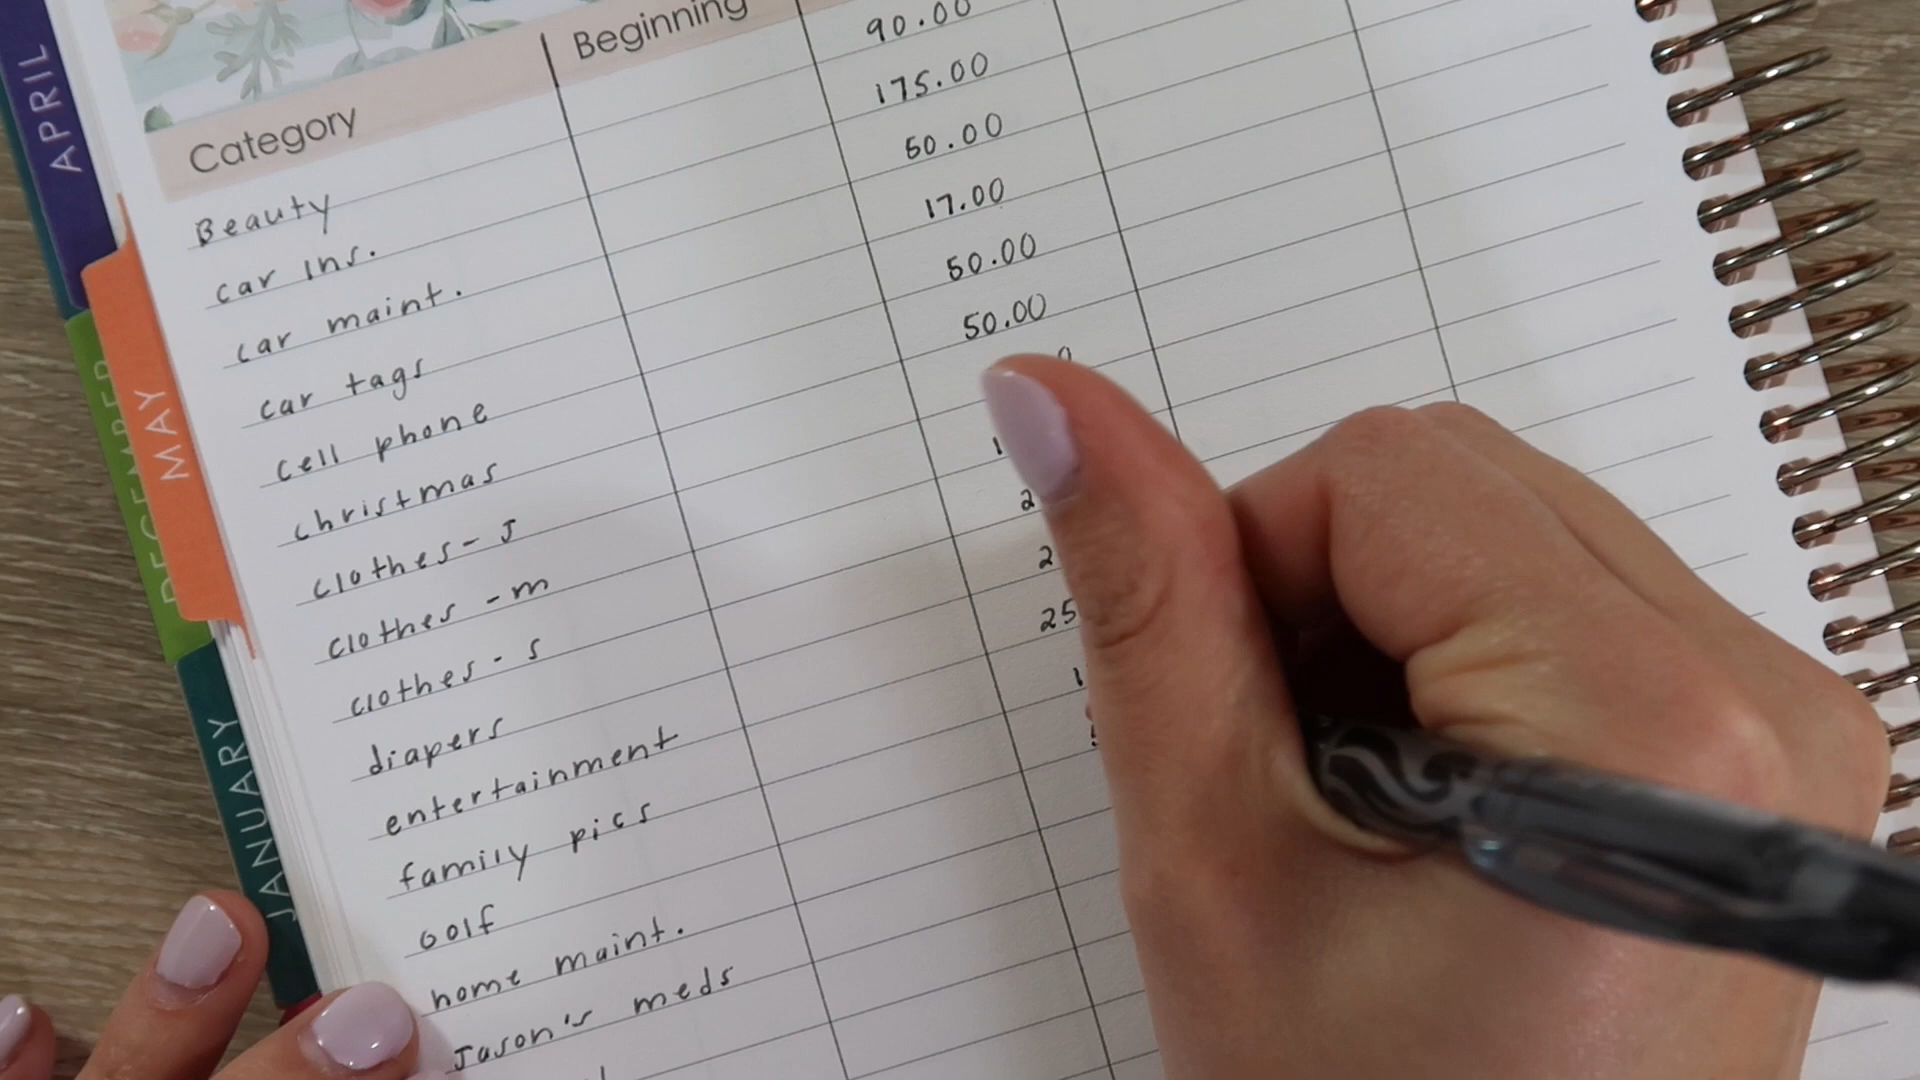 APRIL
DECEMBER
MAY
JANUARY
Category Beginning
Beauty 90.00
car ins. 175.00
car maint. 50.00
car tags 17.00
cell phone 50.00
christmas 50.00
clothes - J
clothes - m
clothes - s
diapers
entertainment
family pics
Golf
home maint.
Jason's meds